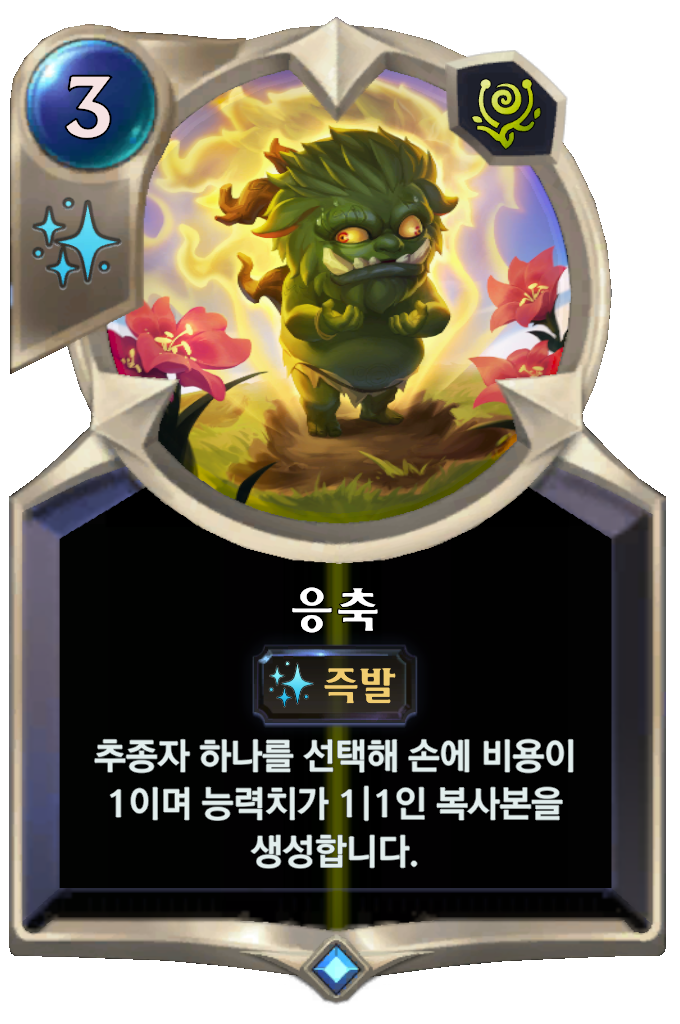 3
응축
즉발
추종자 하나를 선택해 손에 비용이
1이며 능력치가 1|1인 복사본을
생성합니다.